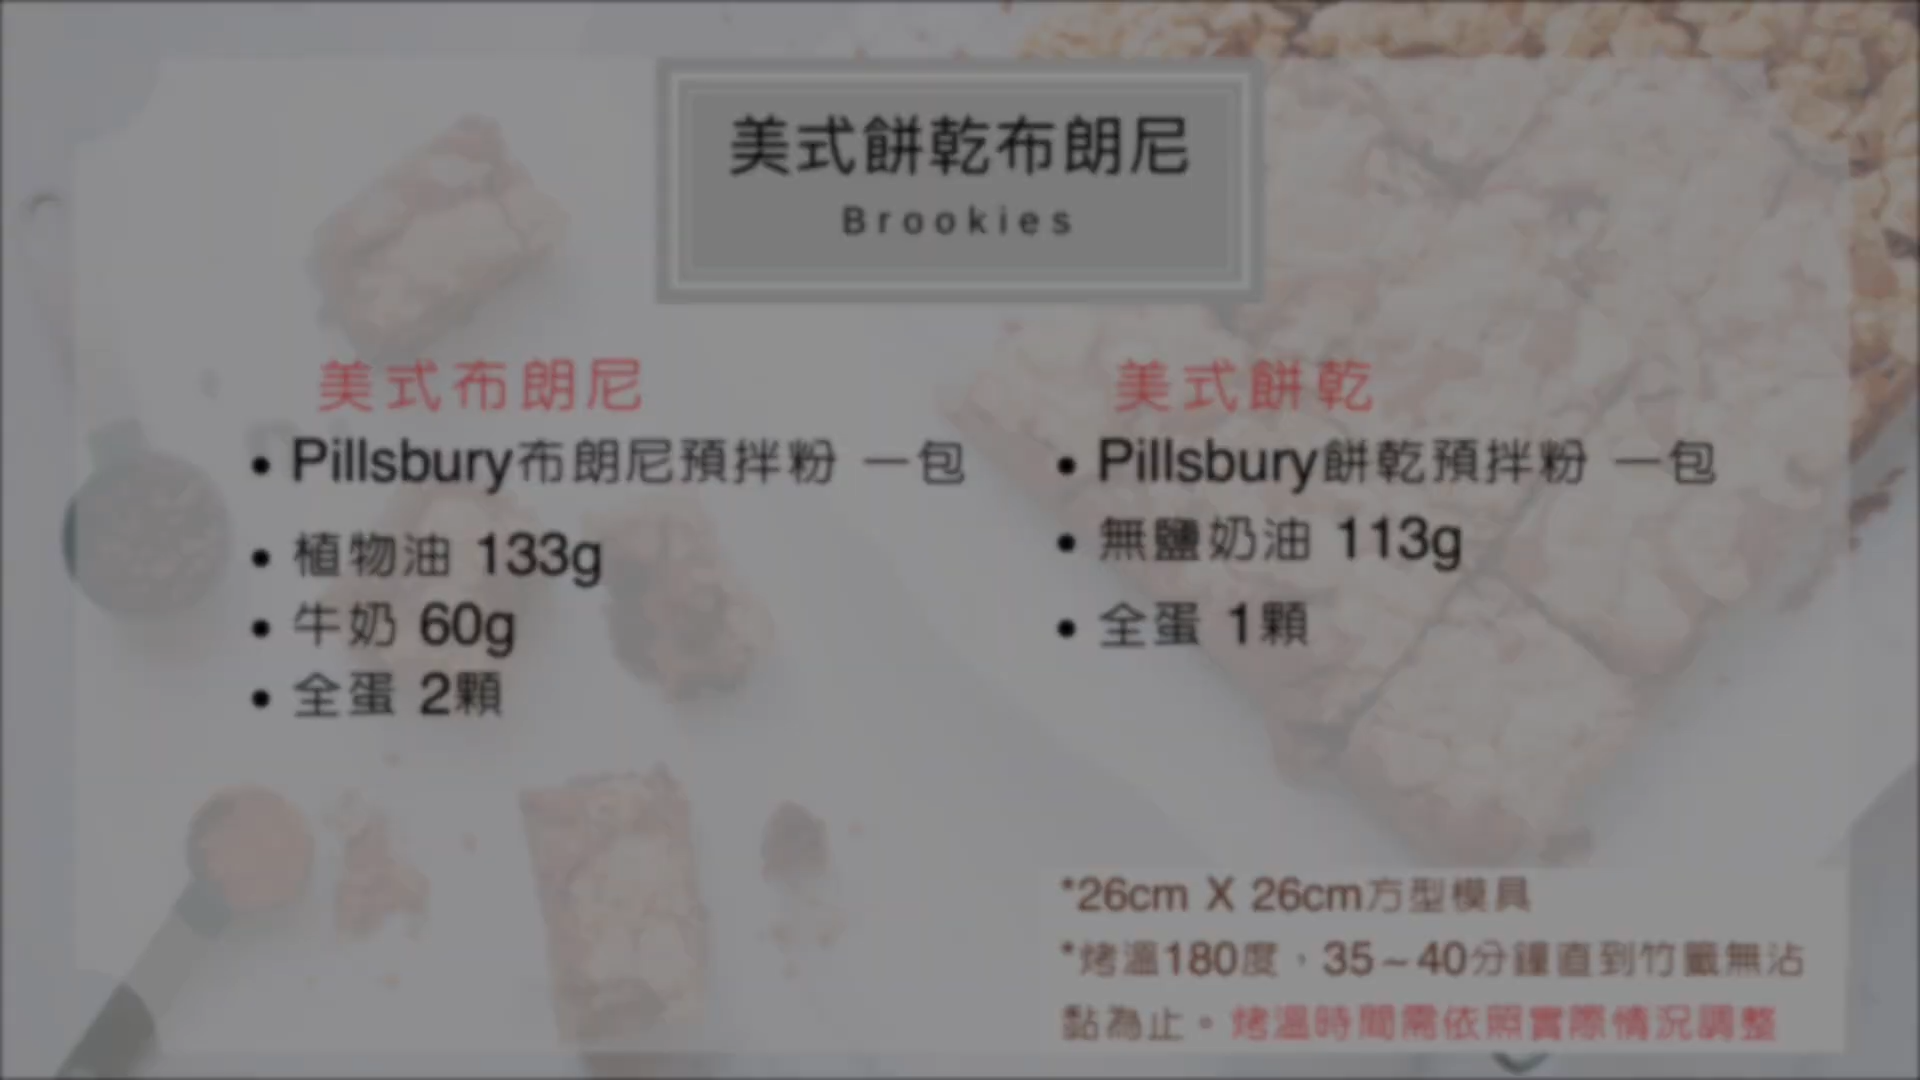 美式餅乾布朗尼
Brookies
美式布朗尼
• Pillsbury布朗尼預拌粉 一包
• 植物油 133g
• 牛奶 60g
• 全蛋 2顆
美式餅乾
• Pillsbury餅乾預拌粉 一包
• 無鹽奶油 113g
• 全蛋 1顆
*26cm X 26cm方型模具
*烤溫180度，35~40分鐘直到竹籤無沾
黏為止。烤溫時間需依照實際情況調整